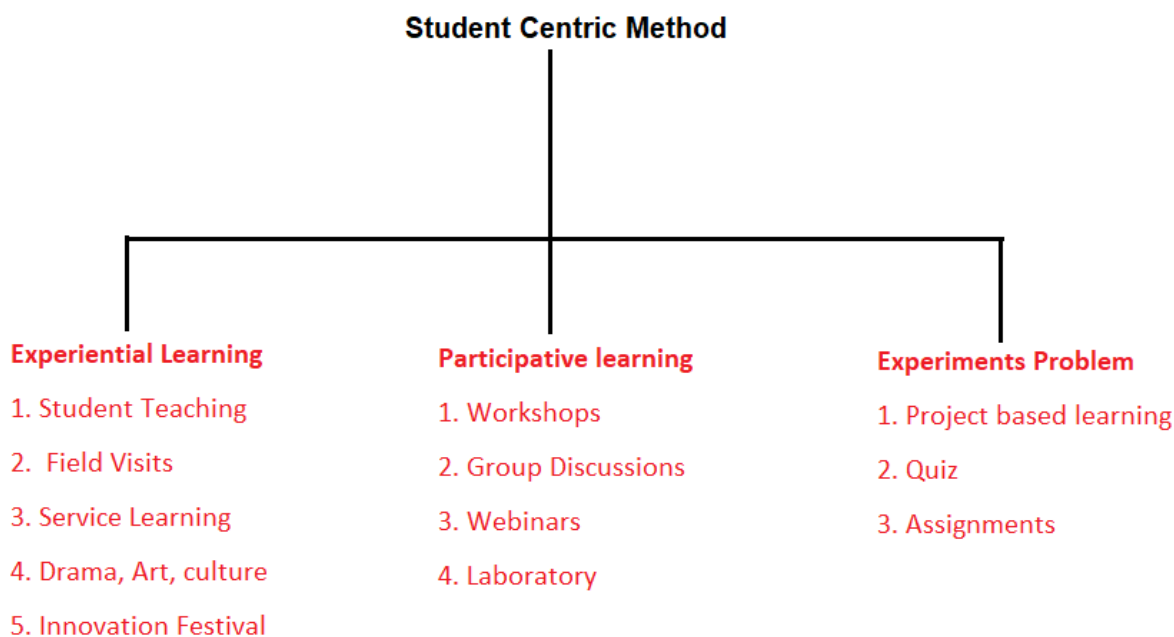 Student Centric Method
Experiential Learning
1. Student Teaching
2. Field Visits
3. Service Learning
4. Drama, Art, culture
5. Innovation Festival
Participative learning
1. Workshops
2. Group Discussions
3. Webinars
4. Laboratory
Experiments Problem
1. Project based learning
2. Quiz
3. Assignments